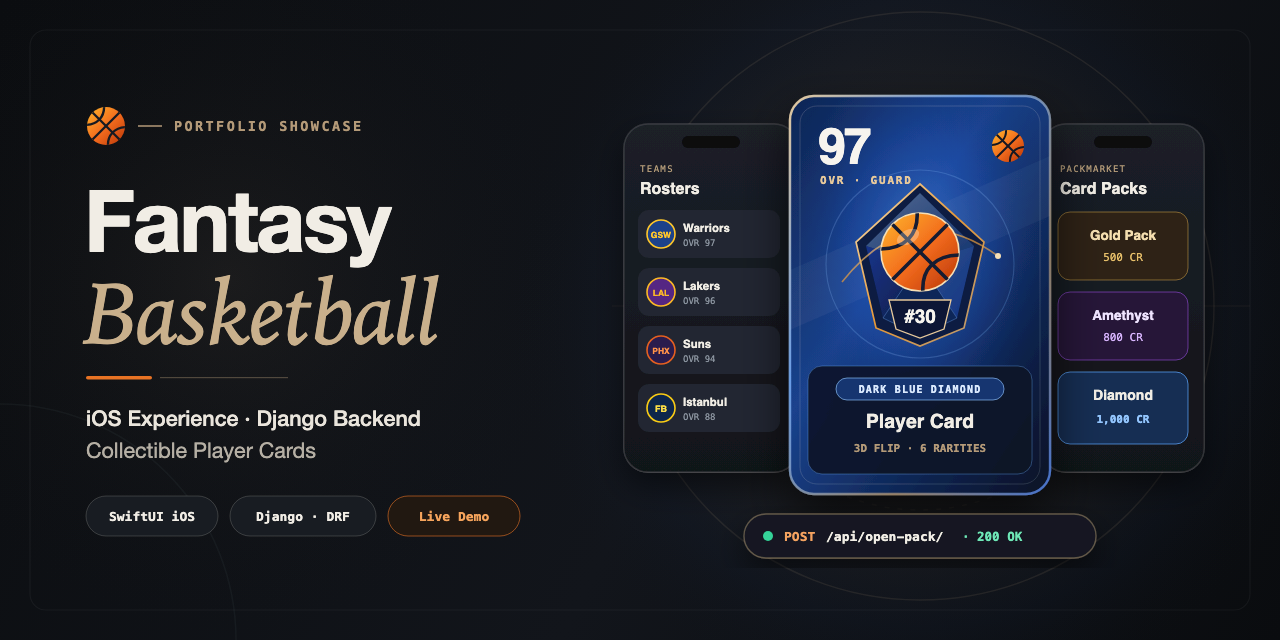 PORTFOLIO SHOWCASE
Fantasy
Basketball
iOS Experience · Django Backend
Collectible Player Cards
SwiftUI iOS
Django · DRF
Live Demo
TEAMS
Rosters
GSW
Warriors
OVR 97
LAL
Lakers
OVR 96
PHX
Suns
OVR 94
FB
Istanbul
OVR 88
97
OVR · GUARD
#30
DARK BLUE DIAMOND
Player Card
3D FLIP · 6 RARITIES
PACKMARKET
Card Packs
Gold Pack
500 CR
Amethyst
800 CR
Diamond
1,000 CR
POST /api/open-pack/ · 200 OK